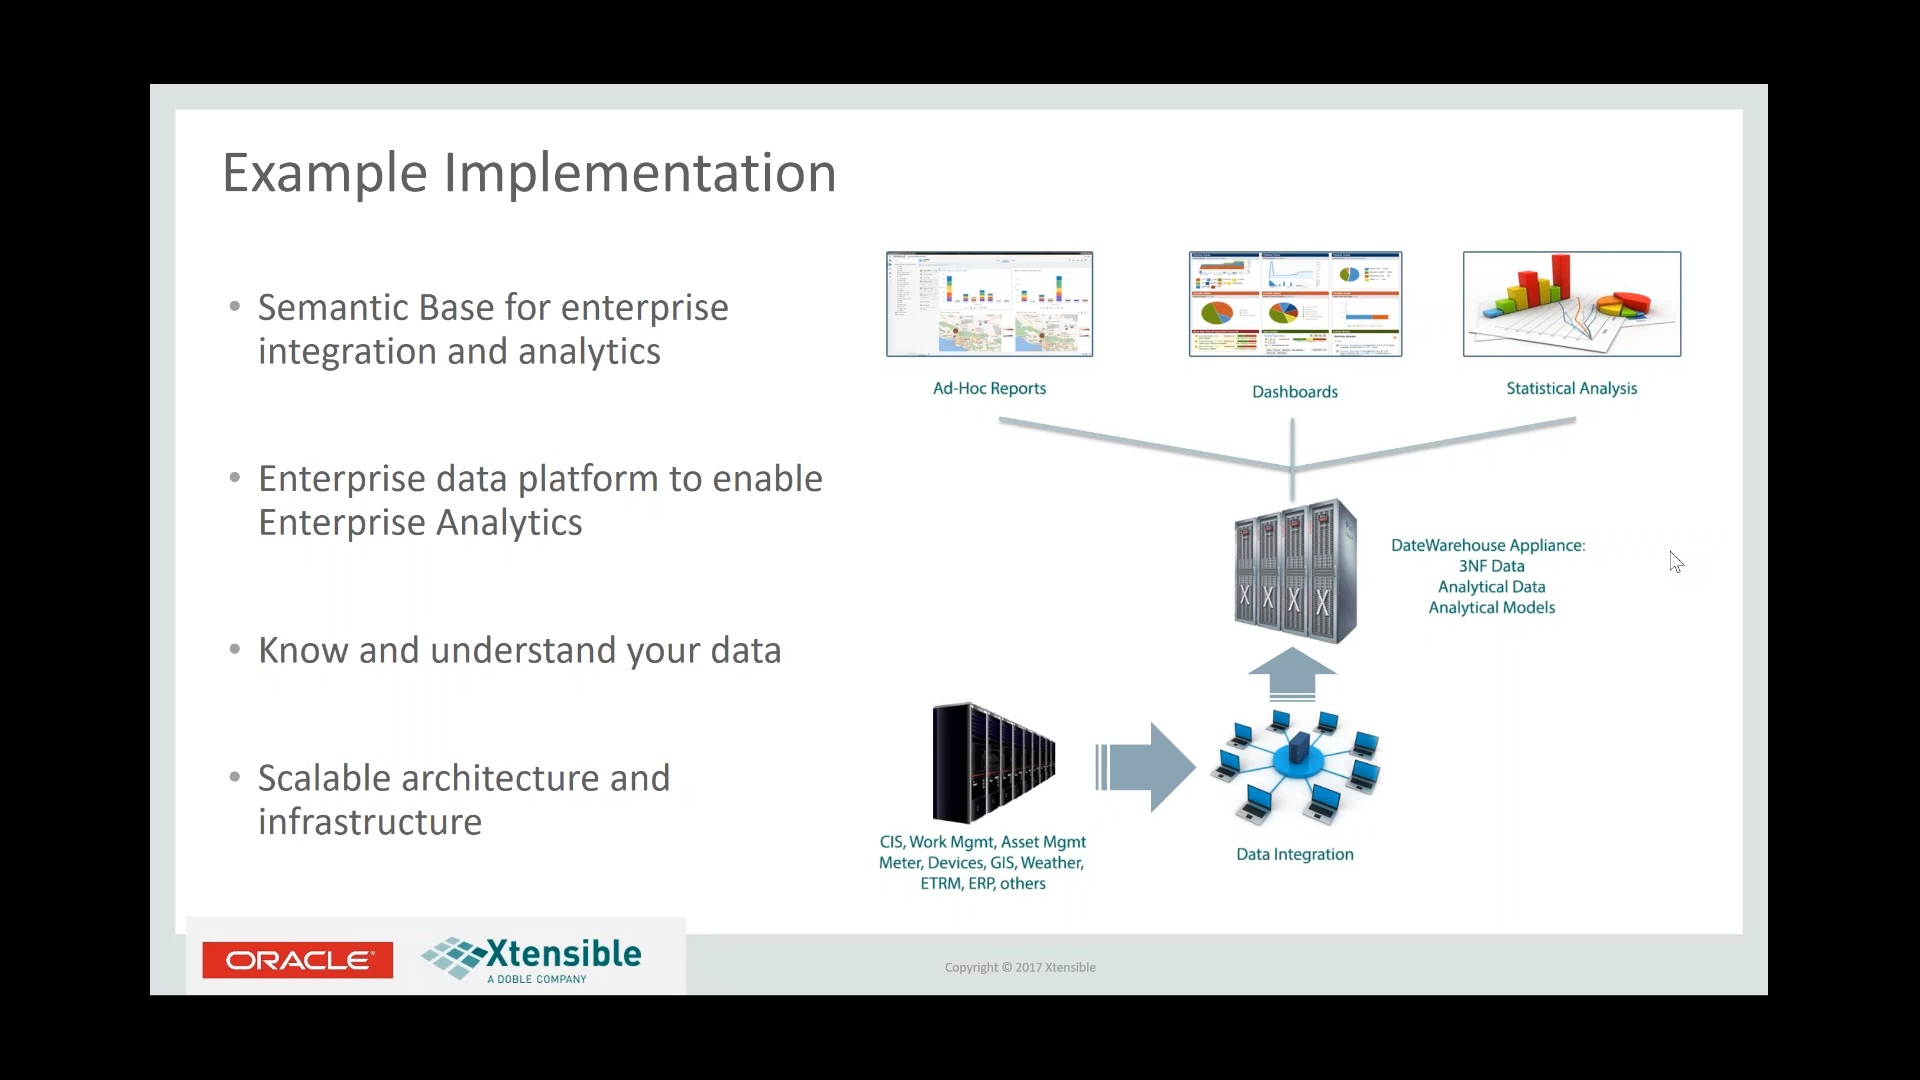 Example Implementation
• Semantic Base for enterprise
integration and analytics
• Enterprise data platform to enable
Enterprise Analytics
• Know and understand your data
• Scalable architecture and
infrastructure
Ad-Hoc Reports
Dashboards
Statistical Analysis
DateWarehouse Appliance:
3NF Data
Analytical Data
Analytical Models
CIS, Work Mgmt, Asset Mgmt
Meter, Devices, GIS, Weather,
ETRM, ERP, others
Data Integration
ORACLE®
Xtensible
A DOBLE COMPANY
Copyright © 2017 Xtensible